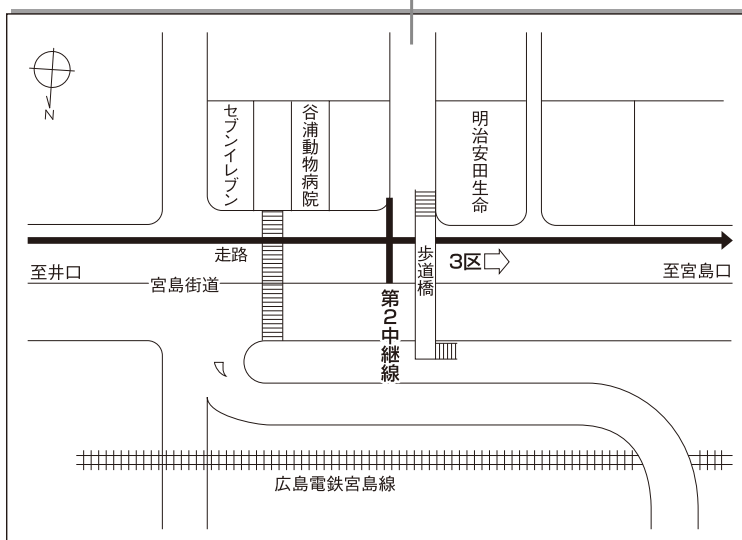 N
セブンイレブン
谷浦動物病院
明治安田生命
走路
歩道橋
3区
至井口
宮島街道
至宮島口
第2中継線
広島電鉄宮島線